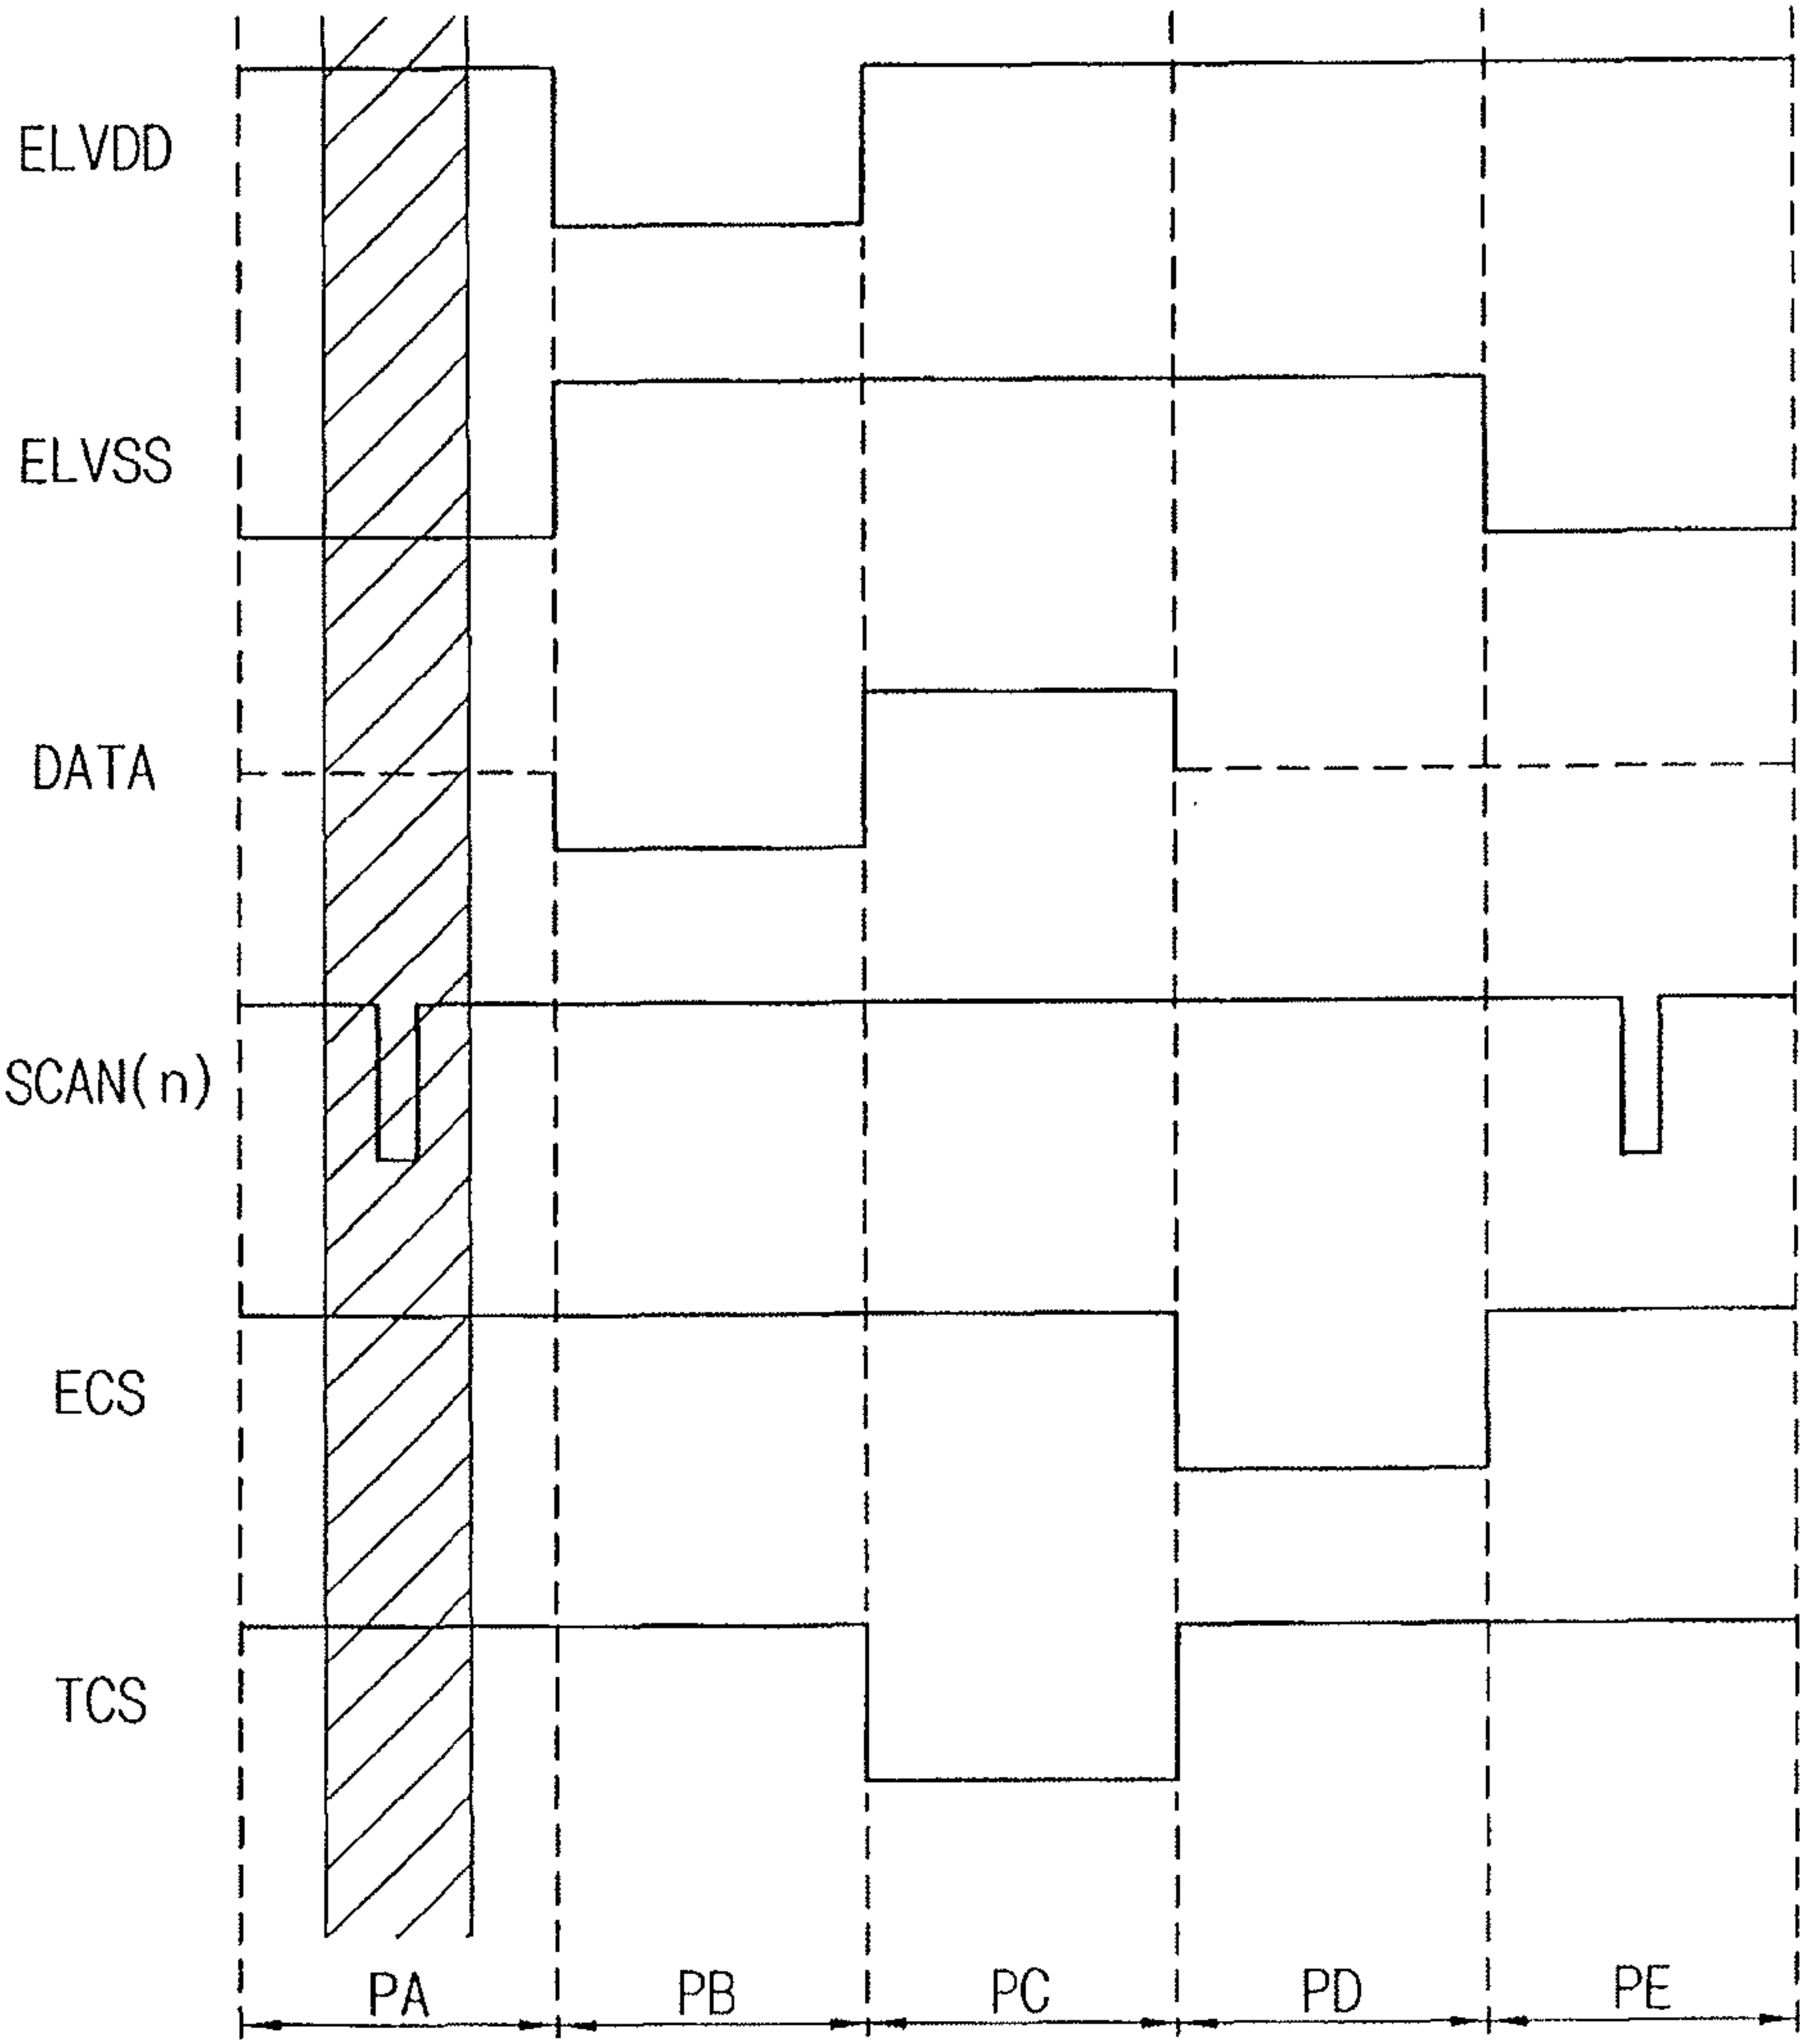 ELVDD
ELVSS
DATA
SCAN(n)
ECS
TCS
PA PB PC PD PE